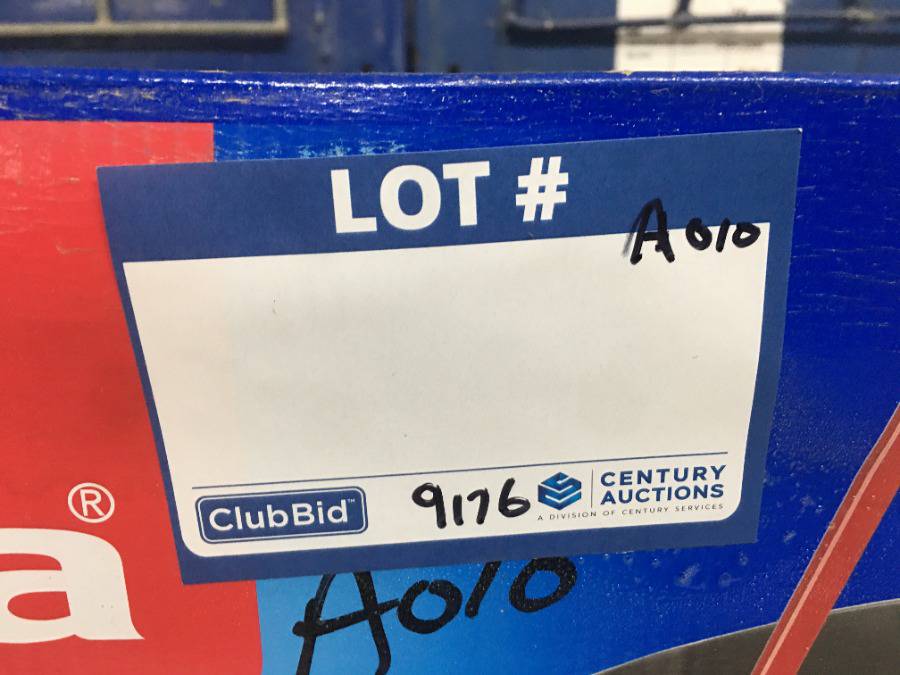 LOT #
A010
ClubBid™
9176
CENTURY
AUCTIONS
A DIVISION OF CENTURY SERVICES
®
a
A010